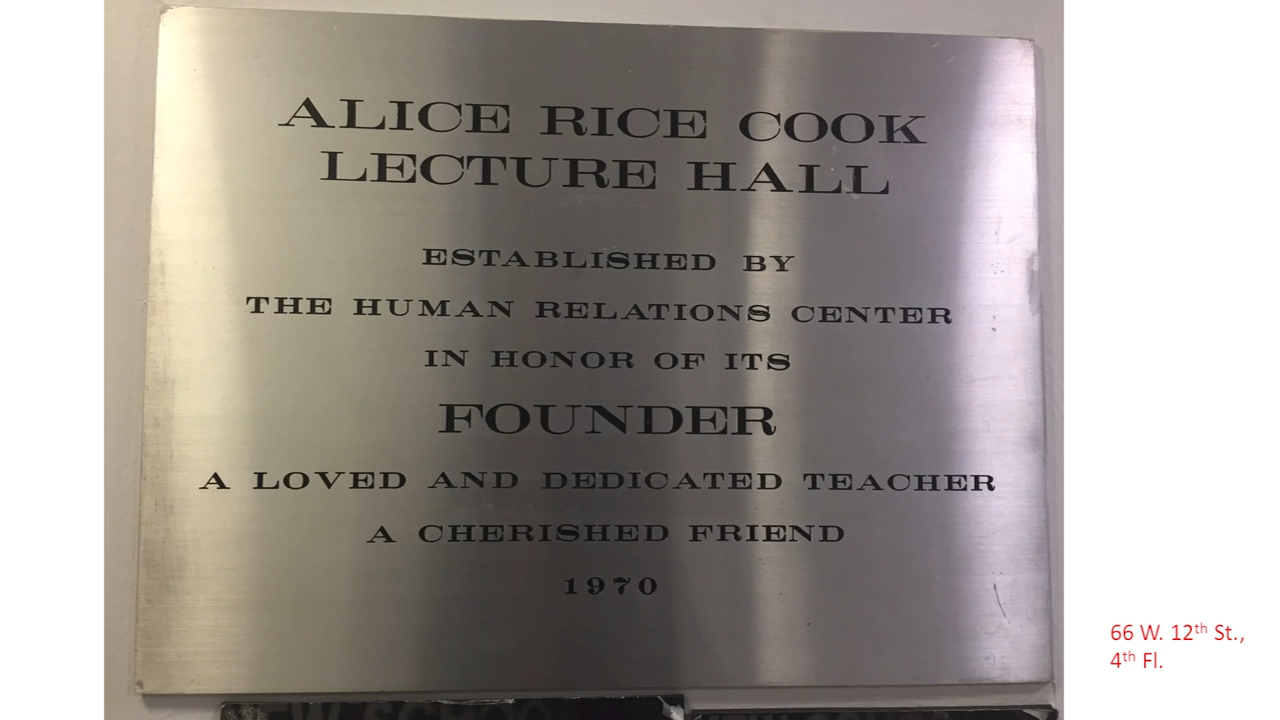 ALICE RICE COOK
LECTURE HALL
ESTABLISHED BY
THE HUMAN RELATIONS CENTER
IN HONOR OF ITS
FOUNDER
A LOVED AND DEDICATED TEACHER
A CHERISHED FRIEND
1970
66 W. 12th St.,
4th Fl.